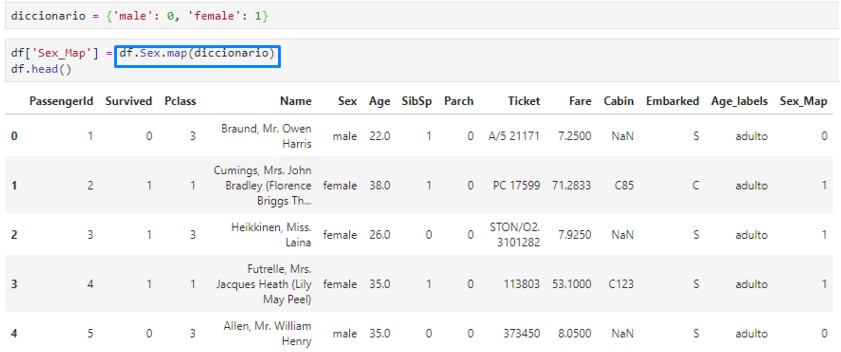 diccionario = {'male': 0, 'female': 1}
df['Sex_Map'] = df.Sex.map(diccionario)
df.head()
PassengerId Survived Pclass Name Sex Age SibSp Parch Ticket Fare Cabin Embarked Age_labels Sex_Map
0 1 0 3 Braund, Mr. Owen Harris male 22.0 1 0 A/5 21171 7.2500 NaN S adulto 0
1 2 1 1 Cumings, Mrs. John Bradley (Florence Briggs Th... female 38.0 1 0 PC 17599 71.2833 C85 C adulto 1
2 3 1 3 Heikkinen, Miss. Laina female 26.0 0 0 STON/O2. 3101282 7.9250 NaN S adulto 1
3 4 1 1 Futrelle, Mrs. Jacques Heath (Lily May Peel) female 35.0 1 0 113803 53.1000 C123 S adulto 1
4 5 0 3 Allen, Mr. William Henry male 35.0 0 0 373450 8.0500 NaN S adulto 0